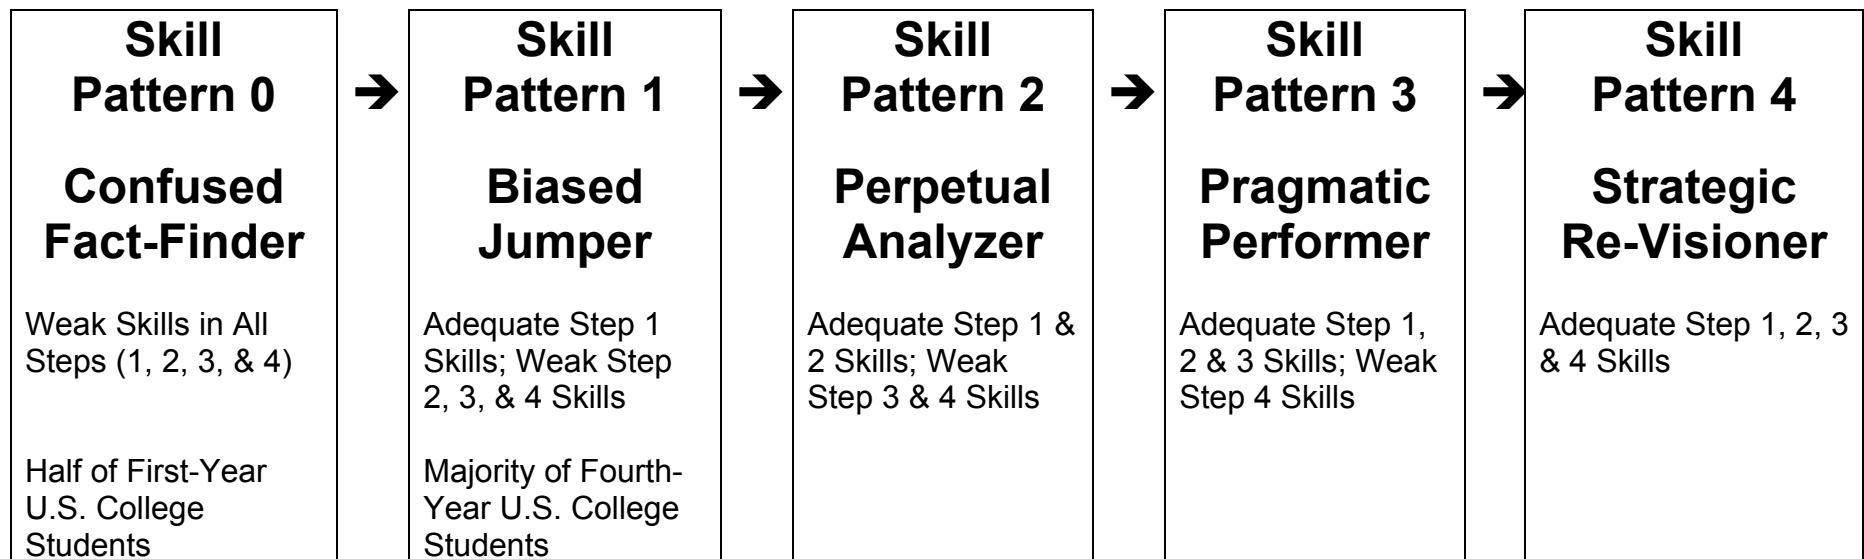 Skill
Pattern 0
Confused
Fact-Finder
Weak Skills in All
Steps (1, 2, 3, & 4)
Half of First-Year
U.S. College
Students
➔
Skill
Pattern 1
Biased
Jumper
Adequate Step 1
Skills; Weak Step
2, 3, & 4 Skills
Majority of Fourth-
Year U.S. College
Students
➔
Skill
Pattern 2
Perpetual
Analyzer
Adequate Step 1 &
2 Skills; Weak
Step 3 & 4 Skills
➔
Skill
Pattern 3
Pragmatic
Performer
Adequate Step 1,
2 & 3 Skills; Weak
Step 4 Skills
➔
Skill
Pattern 4
Strategic
Re-Visioner
Adequate Step 1, 2, 3
& 4 Skills